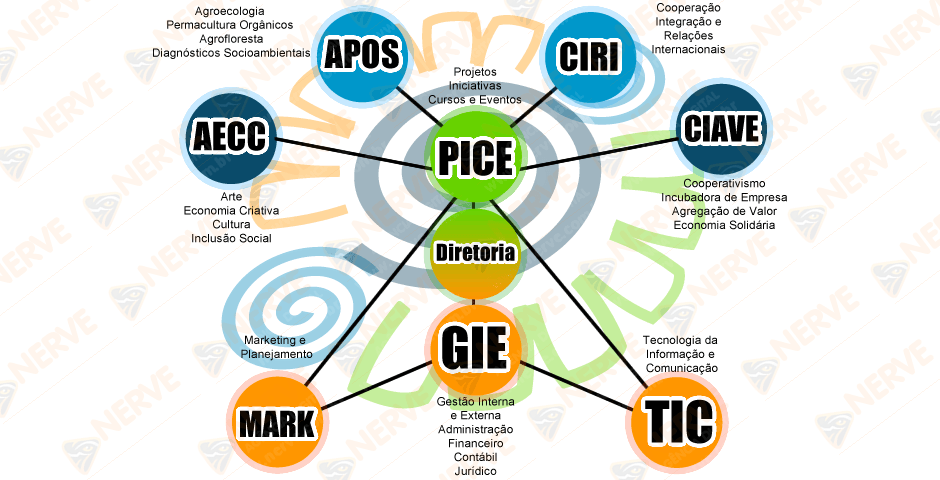 Agroecologia
Permacultura Orgânicos
Agrofloresta
Diagnósticos Socioambientais
APOS
CIRI
Cooperação
Integração e
Relações
Internacionais
Projetos
Iniciativas
Cursos e Eventos
AECC
PICE
CIAVE
Arte
Economia Criativa
Cultura
Inclusão Social
Cooperativismo
Incubadora de Empresa
Agregação de Valor
Economia Solidária
Diretoria
Marketing e
Planejamento
GIE
Tecnologia da
Informação e
Comunicação
MARK
Gestão Interna
e Externa
Administração
Financeiro
Contábil
Jurídico
TIC
NERVE